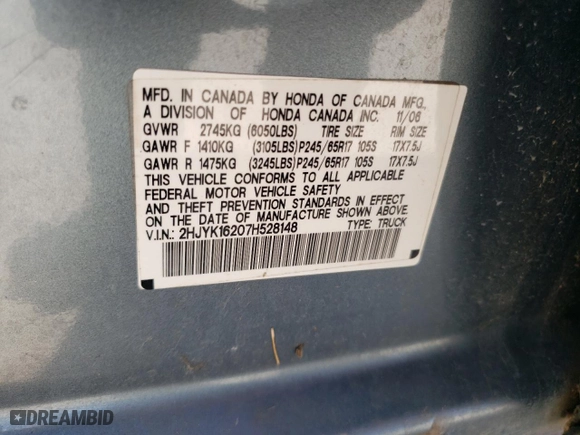 MFD. IN CANADA BY HONDA OF CANADA MFG.,
A DIVISION OF HONDA CANADA INC. 11/06
GVWR 2745KG (6050LBS) TIRE SIZE RIM SIZE
GAWR F 1410KG (3105LBS)P245/65R17 105S 17X7.5J
GAWR R 1475KG (3245LBS)P245/65R17 105S 17X7.5J
THIS VEHICLE CONFORMS TO ALL APPLICABLE
FEDERAL MOTOR VEHICLE SAFETY
AND THEFT PREVENTION STANDARDS IN EFFECT
ON THE DATE OF MANUFACTURE SHOWN ABOVE.
V.I.N.: 2HJYK16207H528148 TYPE: TRUCK
DREAMBID